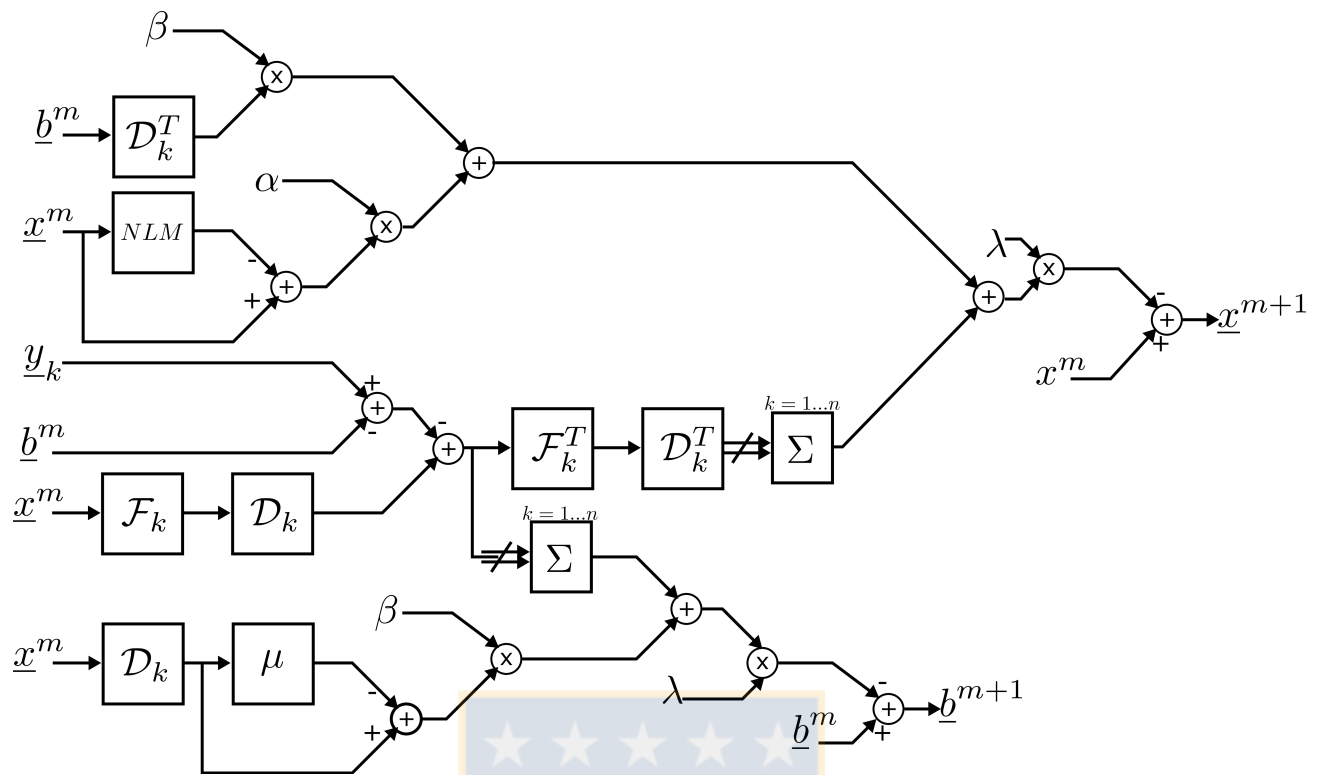 β
x
b^m
D_k^T
+
α
x
x^m
NLM
-
+
+
λ
x
+
-
+
x^{m+1}
+
x^m
y_k
+
+
-
b^m
-
+
F_k^T
D_k^T
k = 1...n
Σ
x^m
F_k
D_k
k = 1...n
Σ
β
+
x^m
D_k
μ
x
x
-
+
+
λ
-
+
b^{m+1}
b^m
+